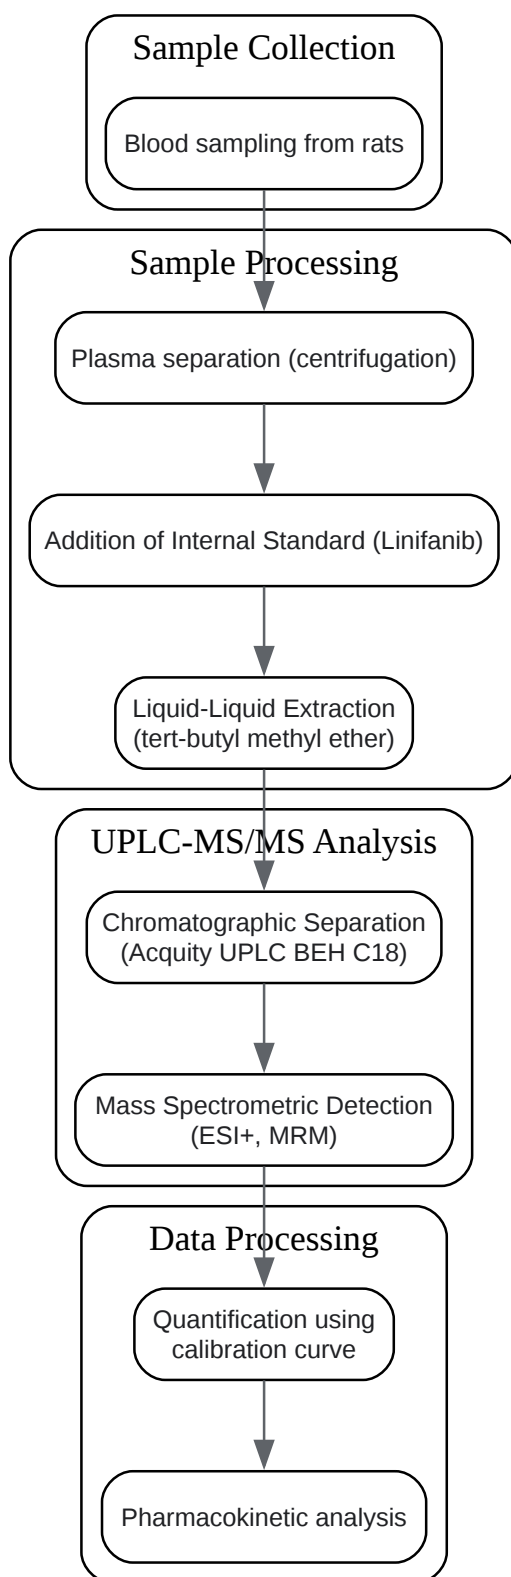 Sample Collection
Blood sampling from rats
Sample Processing
Plasma separation (centrifugation)
Addition of Internal Standard (Linifanib)
Liquid-Liquid Extraction
(tert-butyl methyl ether)
UPLC-MS/MS Analysis
Chromatographic Separation
(Acquity UPLC BEH C18)
Mass Spectrometric Detection
(ESI+, MRM)
Data Processing
Quantification using
calibration curve
Pharmacokinetic analysis